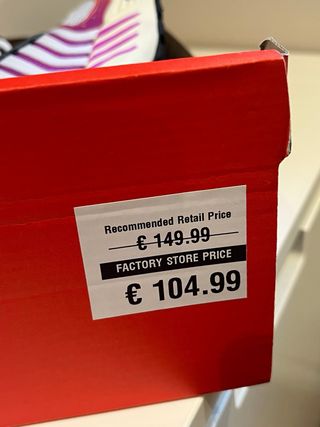 Recommended Retail Price
€ 149.99
FACTORY STORE PRICE
€ 104.99